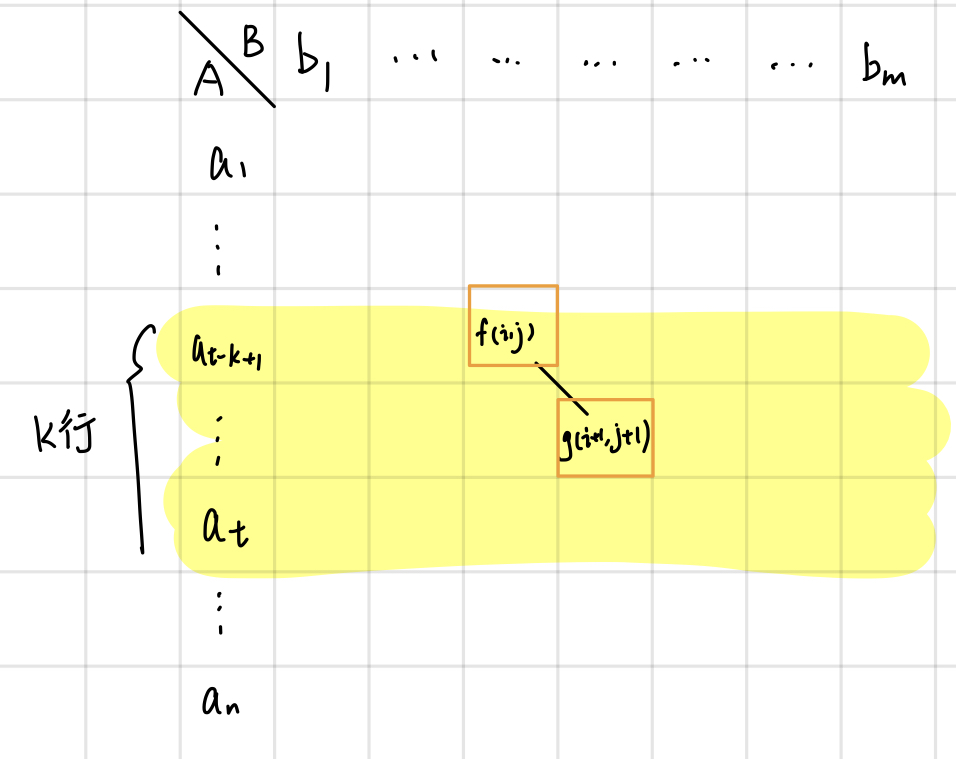 B
A
b1 ... ... ... ... ... bm
a1
⋮
at-k+1
f(i,j)
K行
⋮
g(i+1,j+1)
at
⋮
an